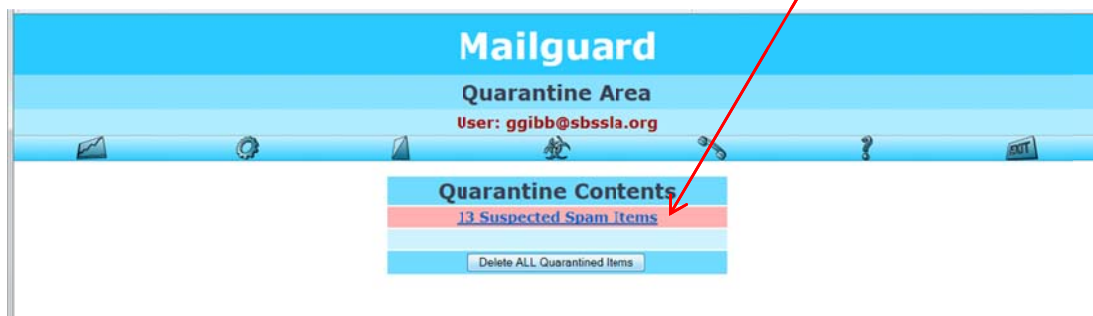 Mailguard
Quarantine Area
User: ggibb@sbssla.org
?
EXIT
Quarantine Contents
13 Suspected Spam Items
Delete ALL Quarantined Items